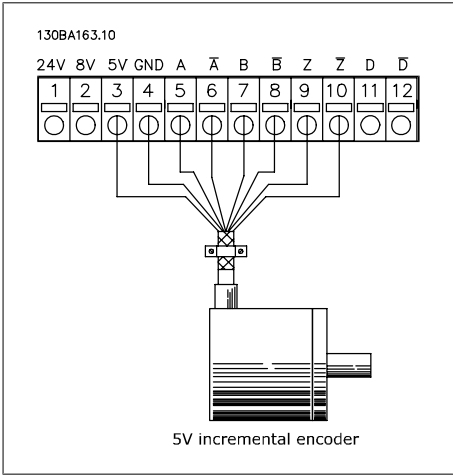 130BA163.10
24V 8V 5V GND A A̅ B B̅ Z Z̅ D D̅
1 2 3 4 5 6 7 8 9 10 11 12
5V incremental encoder